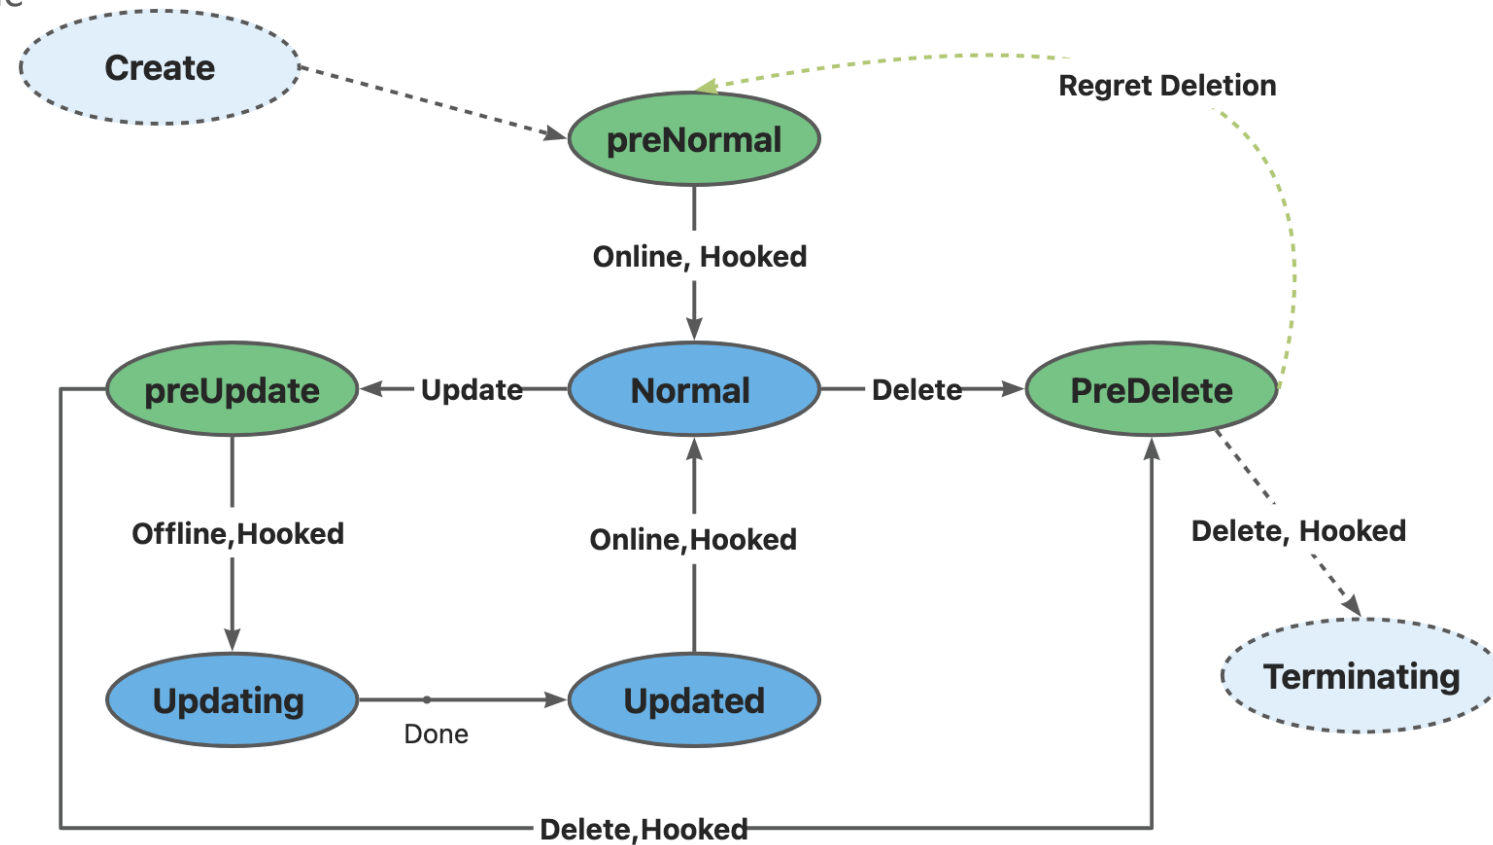 Create
Regret Deletion
preNormal
Online, Hooked
preUpdate
Update
Normal
Delete
PreDelete
Offline,Hooked
Online,Hooked
Delete, Hooked
Updating
Done
Updated
Terminating
Delete,Hooked